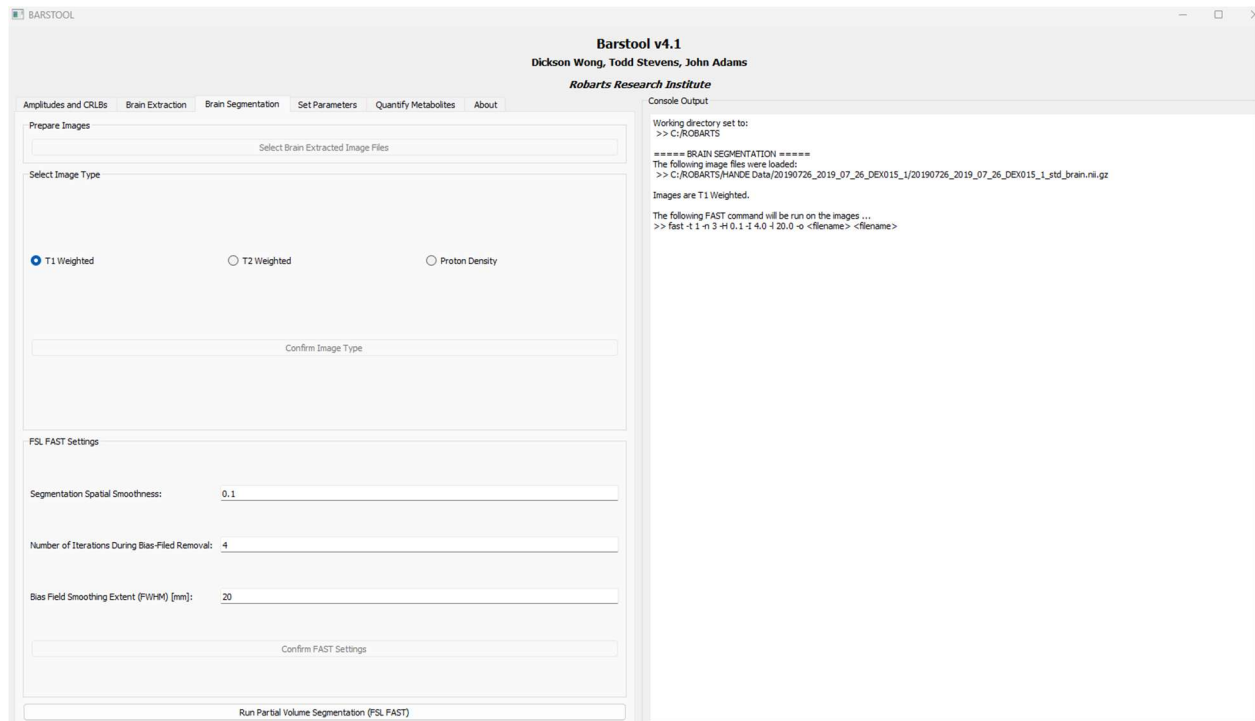 BARSTOOL
Barstool v4.1
Dickson Wong, Todd Stevens, John Adams
Robarts Research Institute
Amplitudes and CRLBs
Brain Extraction
Brain Segmentation
Set Parameters
Quantify Metabolites
About
Prepare Images
Select Brain Extracted Image Files
Select Image Type
T1 Weighted
T2 Weighted
Proton Density
Confirm Image Type
FSL FAST Settings
Segmentation Spatial Smoothness:
0.1
Number of Iterations During Bias-Filed Removal:
4
Bias Field Smoothing Extent (FWHM) [mm]:
20
Confirm FAST Settings
Run Partial Volume Segmentation (FSL FAST)
Console Output
Working directory set to:
>> C:/ROBARTS
===== BRAIN SEGMENTATION =====
The following image files were loaded:
>> C:/ROBARTS/HANDE Data/20190726_2019_07_26_DEX015_1/20190726_2019_07_26_DEX015_1_std_brain.nii.gz
Images are T1 Weighted.
The following FAST command will be run on the images ...
>> fast -t 1 -n 3 -H 0.1 -I 4.0 -l 20.0 -o <filename> <filename>